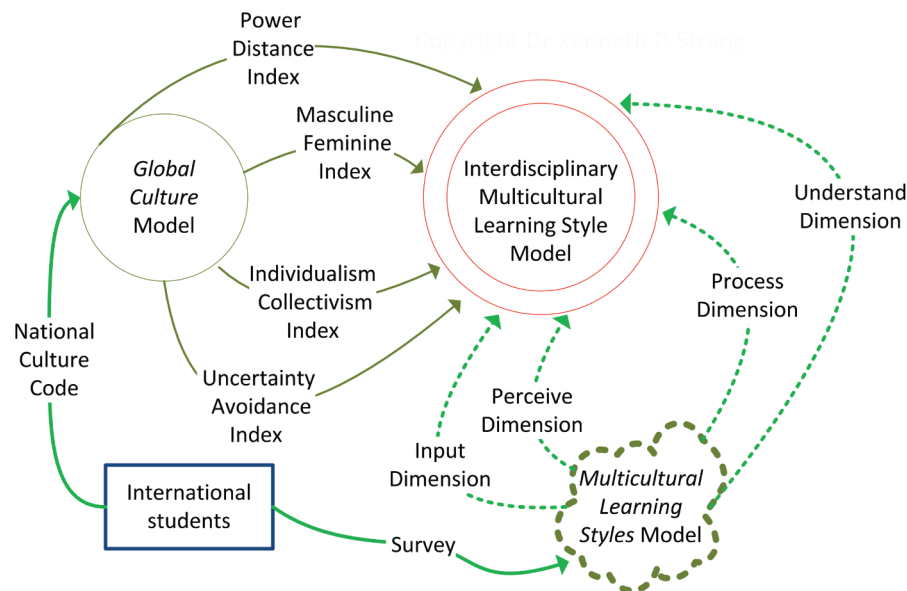 Copyright Dr Kenneth D Strang
Power
Distance
Index
Masculine
Feminine
Index
Global
Culture
Model
Interdisciplinary
Multicultural
Learning Style
Model
Understand
Dimension
Individualism
Collectivism
Index
Process
Dimension
National
Culture
Code
Uncertainty
Avoidance
Index
Perceive
Dimension
Input
Dimension
International
students
Multicultural
Learning
Styles Model
Survey